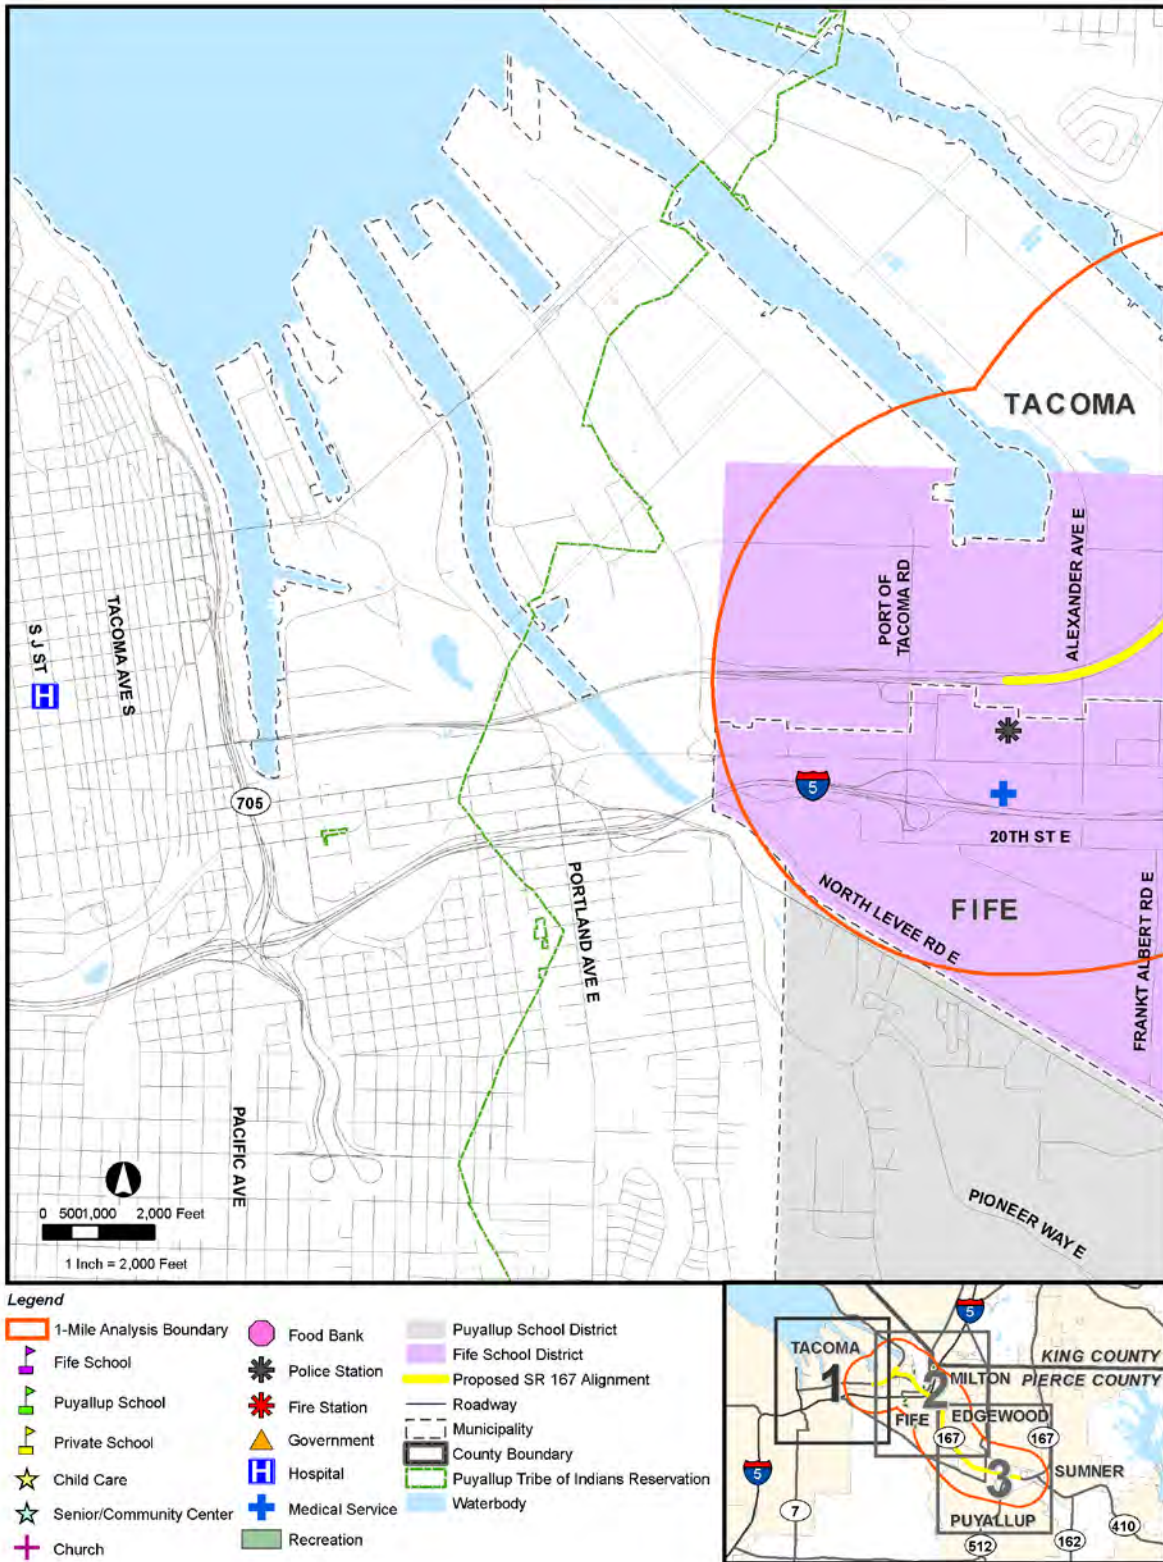 TACOMA
PORT OF
TACOMA RD
ALEXANDER AVE E
S J ST
H
TACOMA AVE S
705
5
20TH ST E
PORTLAND AVE E
NORTH LEVEE RD E
FIFE
FRANKT ALBERT RD E
PACIFIC AVE
PIONEER WAY E
0 500 1,000 2,000 Feet
1 Inch = 2,000 Feet
Legend
1-Mile Analysis Boundary
Fife School
Puyallup School
Private School
Child Care
Senior/Community Center
Church
Food Bank
Police Station
Fire Station
Government
H Hospital
Medical Service
Recreation
Puyallup School District
Fife School District
Proposed SR 167 Alignment
Roadway
Municipality
County Boundary
Puyallup Tribe of Indians Reservation
Waterbody
5
TACOMA
KING COUNTY
1
2
MILTON
PIERCE COUNTY
FIFE
EDGEWOOD
167
167
5
3
SUMNER
7
PUYALLUP
410
512
162